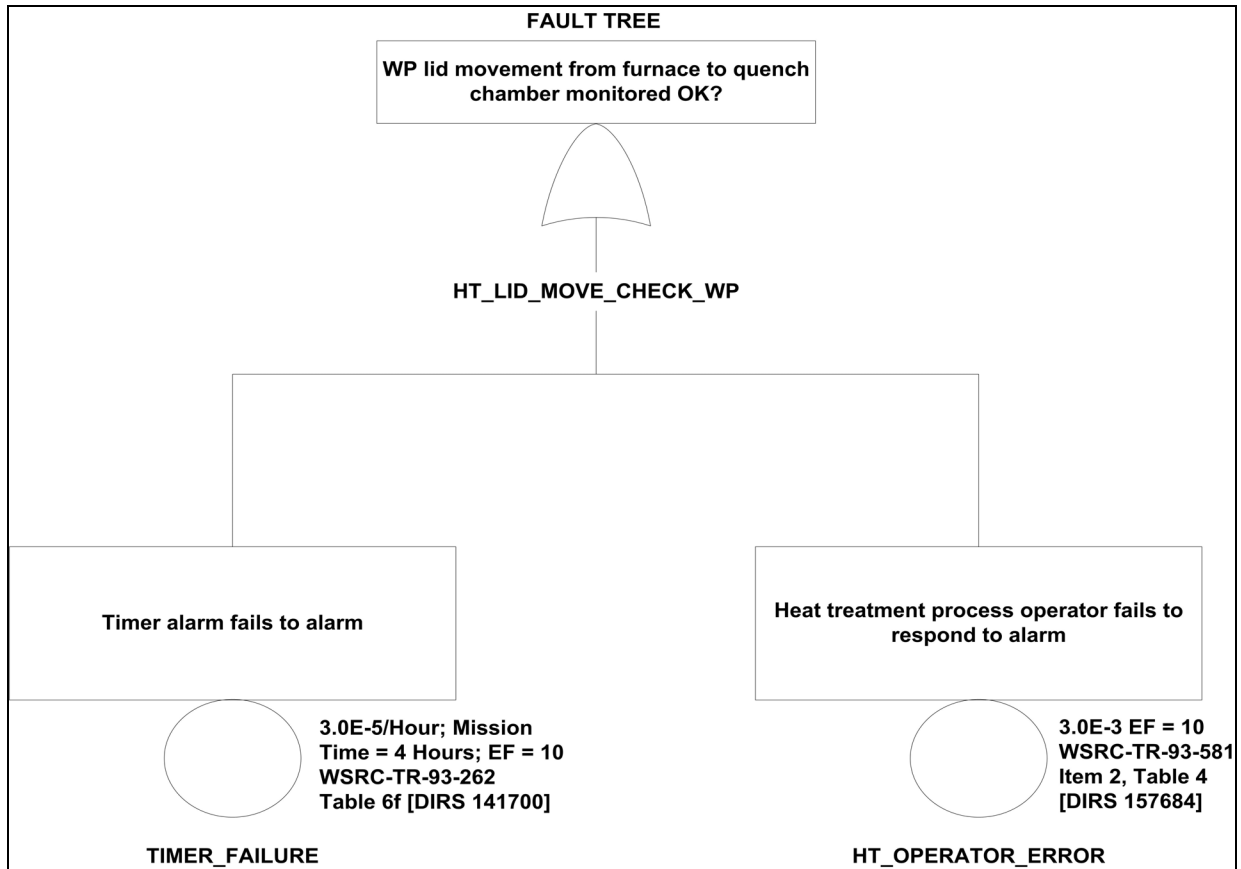 FAULT TREE
WP lid movement from furnace to quench
chamber monitored OK?
HT_LID_MOVE_CHECK_WP
Timer alarm fails to alarm
Heat treatment process operator fails to
respond to alarm
3.0E-5/Hour; Mission
Time = 4 Hours; EF = 10
WSRC-TR-93-262
Table 6f [DIRS 141700]
3.0E-3 EF = 10
WSRC-TR-93-581
Item 2, Table 4
[DIRS 157684]
TIMER_FAILURE
HT_OPERATOR_ERROR